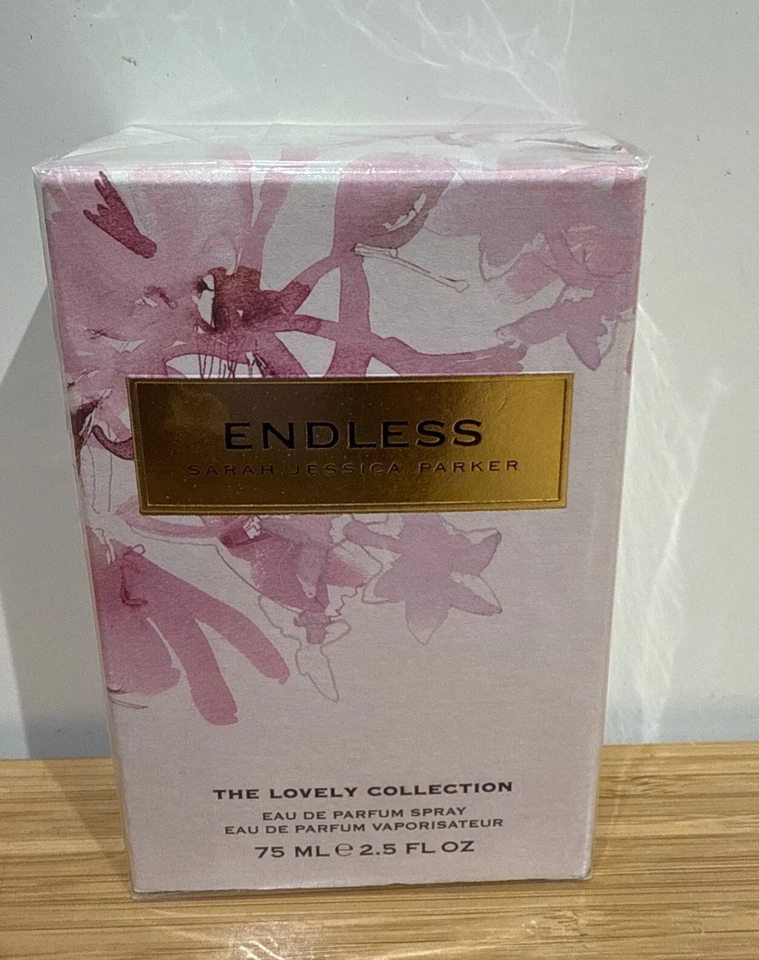 ENDLESS
SARAH JESSICA PARKER
THE LOVELY COLLECTION
EAU DE PARFUM SPRAY
EAU DE PARFUM VAPORISATEUR
75 ML ℮ 2.5 FL OZ